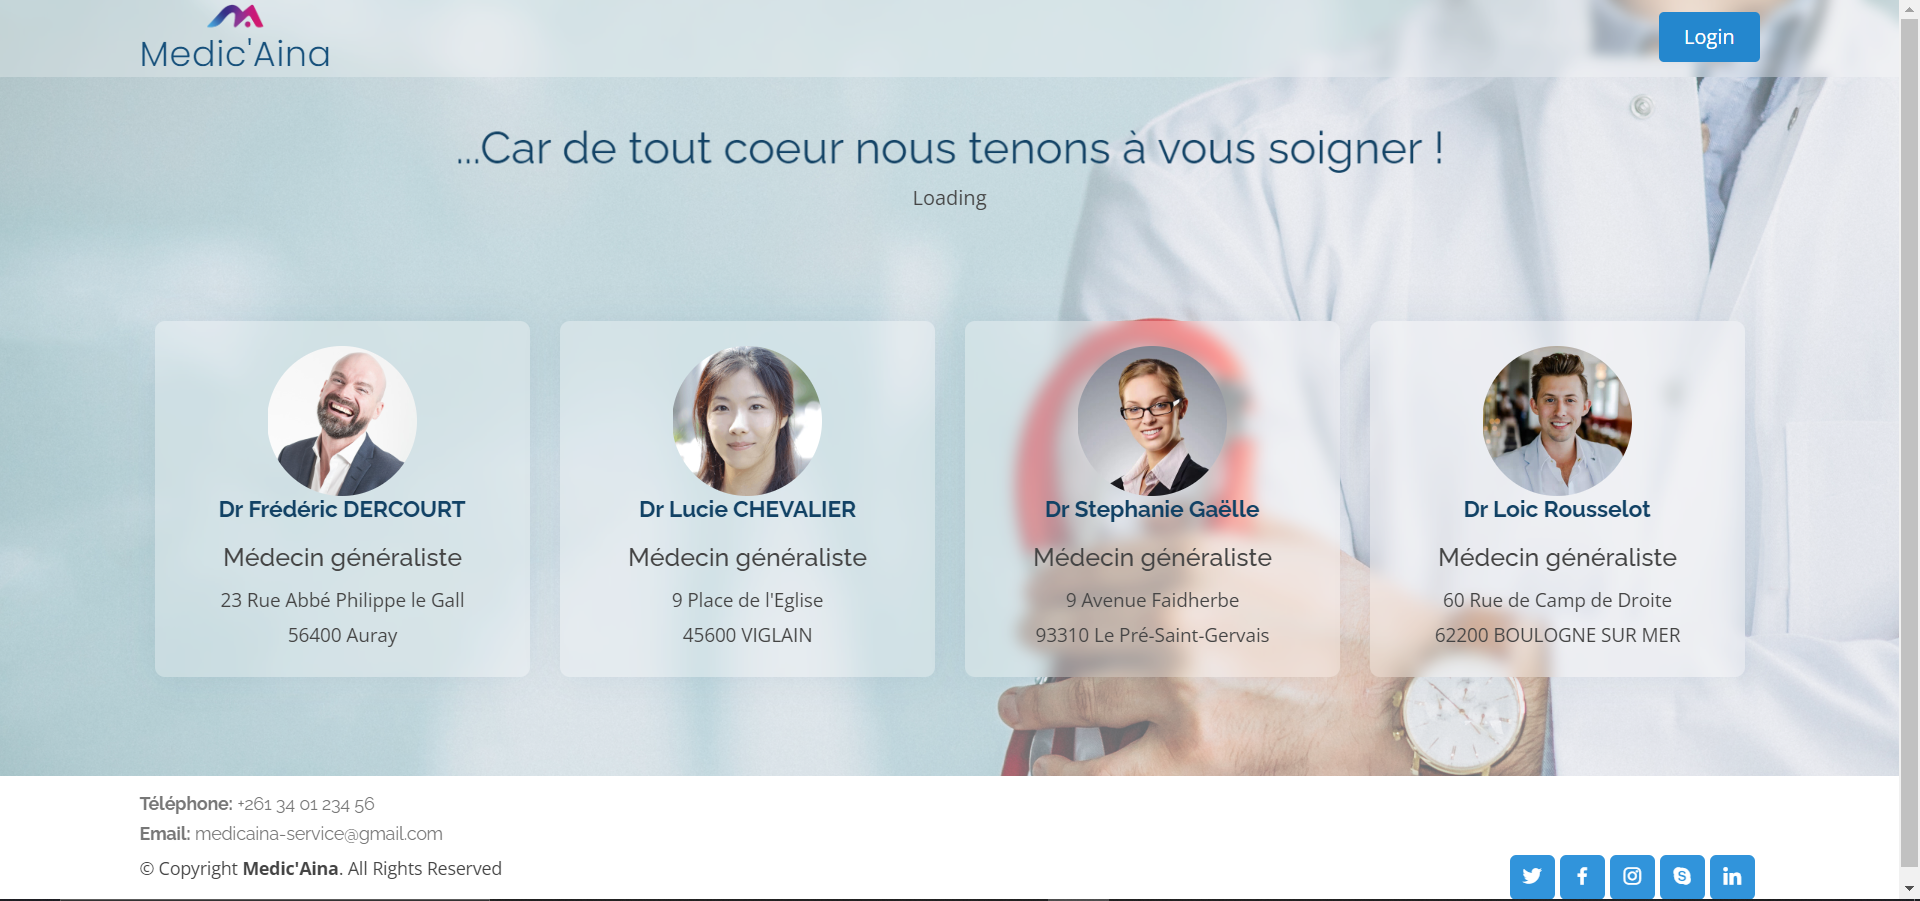 Medic'Aina
Login
...Car de tout coeur nous tenons à vous soigner !
Loading
Dr Frédéric DERCOURT
Médecin généraliste
23 Rue Abbé Philippe le Gall
56400 Auray
Dr Lucie CHEVALIER
Médecin généraliste
9 Place de l'Eglise
45600 VIGLAIN
Dr Stephanie Gaëlle
Médecin généraliste
9 Avenue Faidherbe
93310 Le Pré-Saint-Gervais
Dr Loic Rousselot
Médecin généraliste
60 Rue de Camp de Droite
62200 BOULOGNE SUR MER
Téléphone: +261 34 01 234 56
Email: medicaina-service@gmail.com
© Copyright Medic'Aina. All Rights Reserved